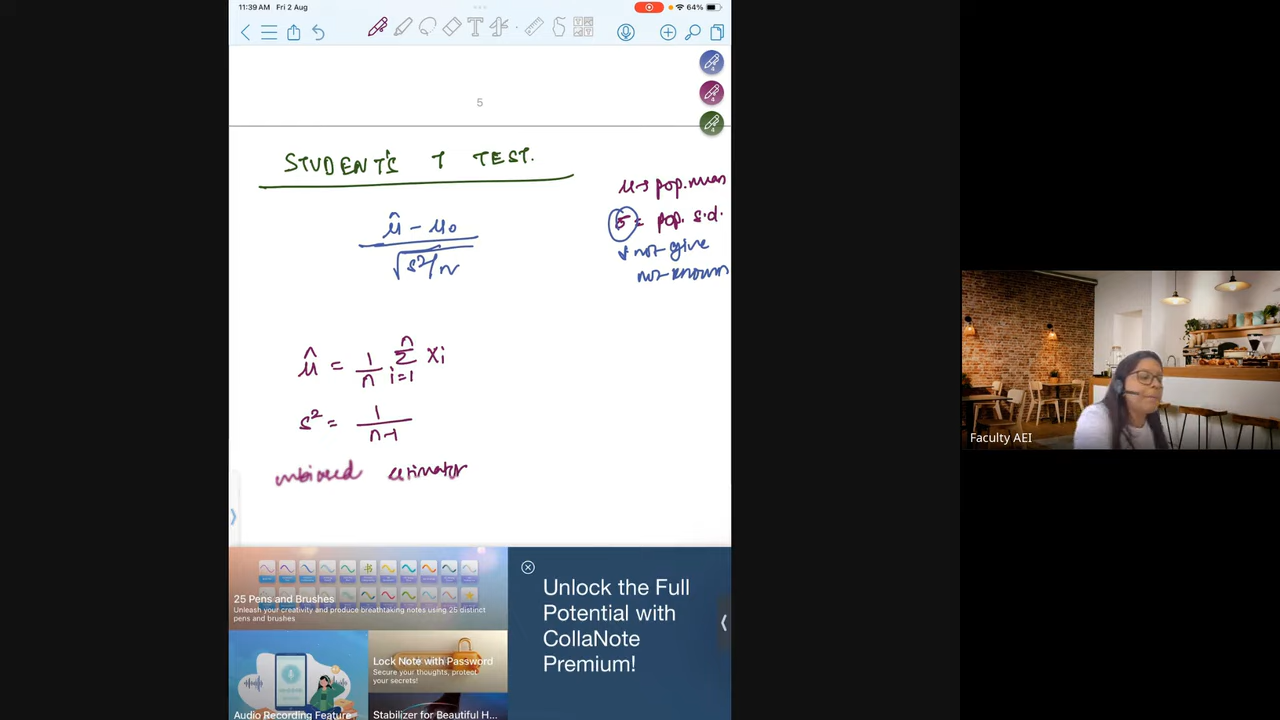 11:39 AM Fri 2 Aug
64%
5
STUDENT'S T TEST.
μ → pop. mean
σ = pop. s.d.
↓ not give
not known
μ̂ - μ0
√s²/n
μ̂ = 1/n Σ i=1 n Xi
s² = 1/n-1
unbiased estimator
Faculty AEI
25 Pens and Brushes
Unleash your creativity and produce breathtaking notes using 25 distinct
pens and brushes
Unlock the Full
Potential with
CollaNote
Premium!
Lock Note with Password
Secure your thoughts, protect
your secrets!
Audio Recording Feature
Stabilizer for Beautiful H...